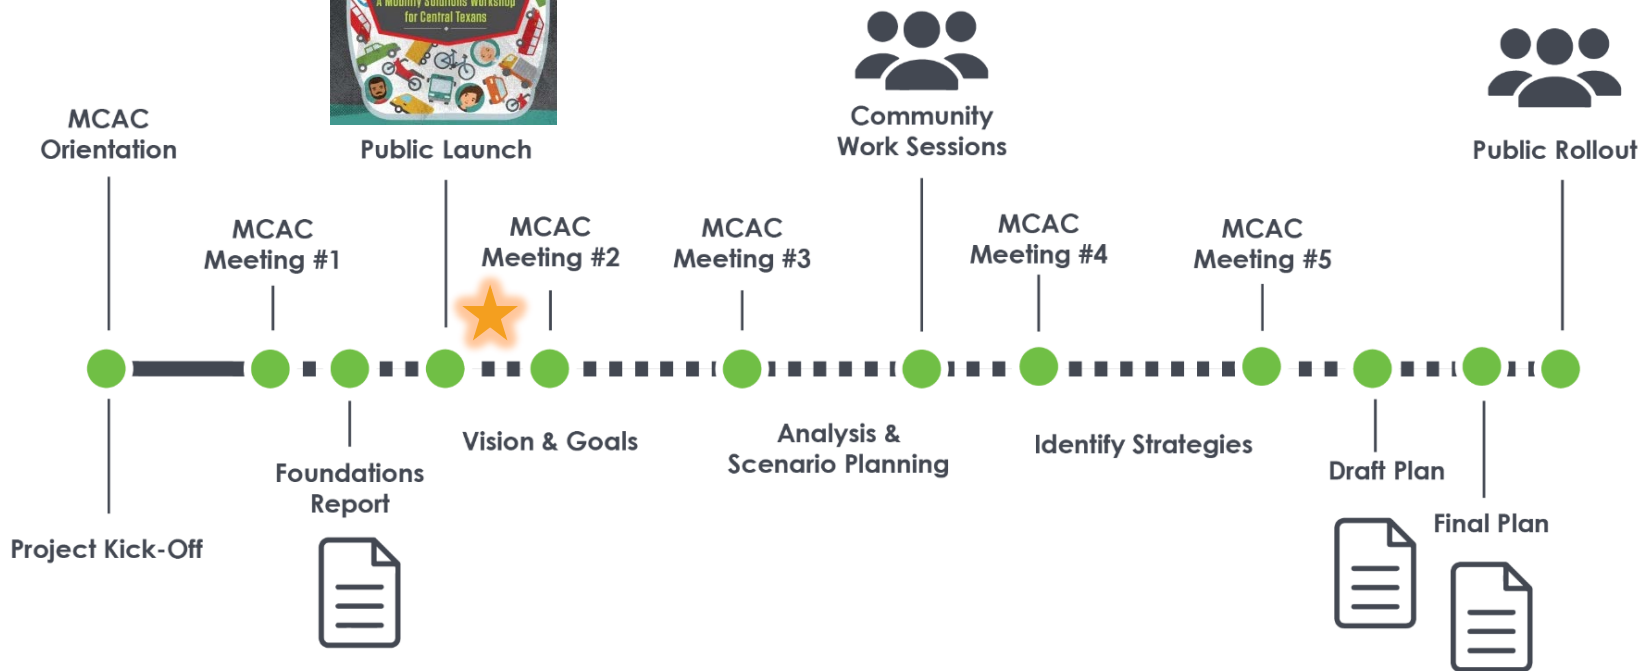 A Mobility Solutions Workshop
for Central Texans
MCAC
Orientation
Public Launch
Community
Work Sessions
Public Rollout
MCAC
Meeting #1
MCAC
Meeting #2
MCAC
Meeting #3
MCAC
Meeting #4
MCAC
Meeting #5
Vision & Goals
Analysis &
Scenario Planning
Identify Strategies
Foundations
Report
Draft Plan
Final Plan
Project Kick-Off